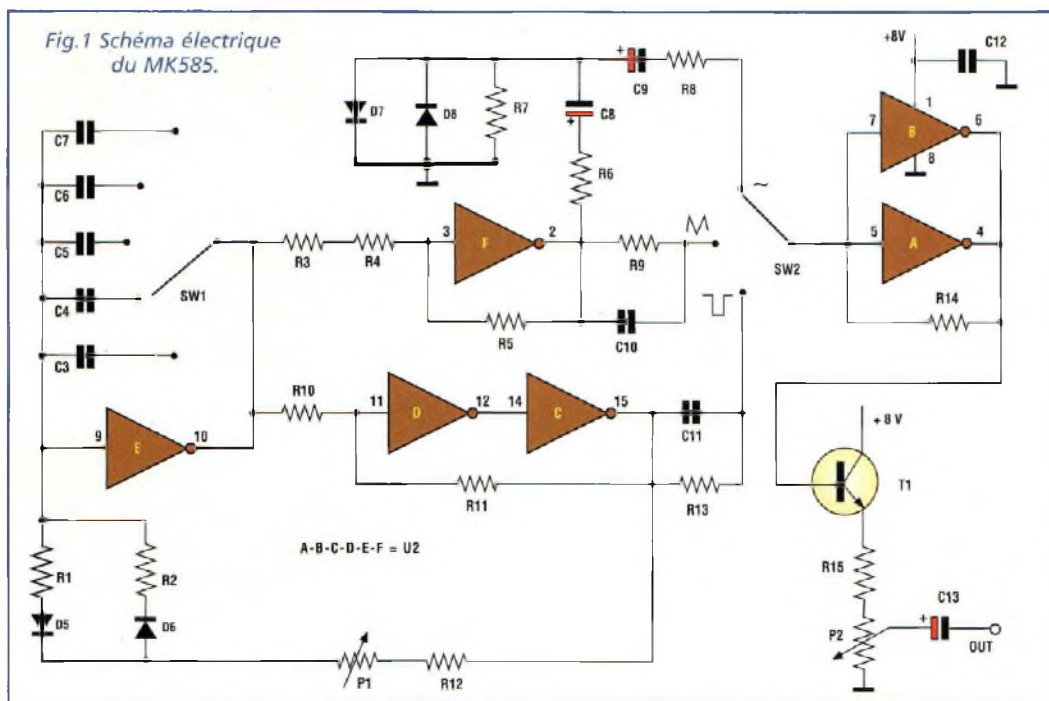 Fig.1 Schéma électrique
du MK585.
+8V
C12
C9
R8
D7
D8
R7
C8
C7
B
1
7
6
8
C6
R6
~
C5
3
F
2
5
A
4
R3
R4
R9
SW2
SW1
C4
R14
R5
C10
C3
R10
11
D
12
14
C
15
9
E
10
C11
+8V
T1
R11
R13
A-B-C-D-E-F = U2
R1
R2
R15
D5
D6
C13
P2
OUT
P1
R12